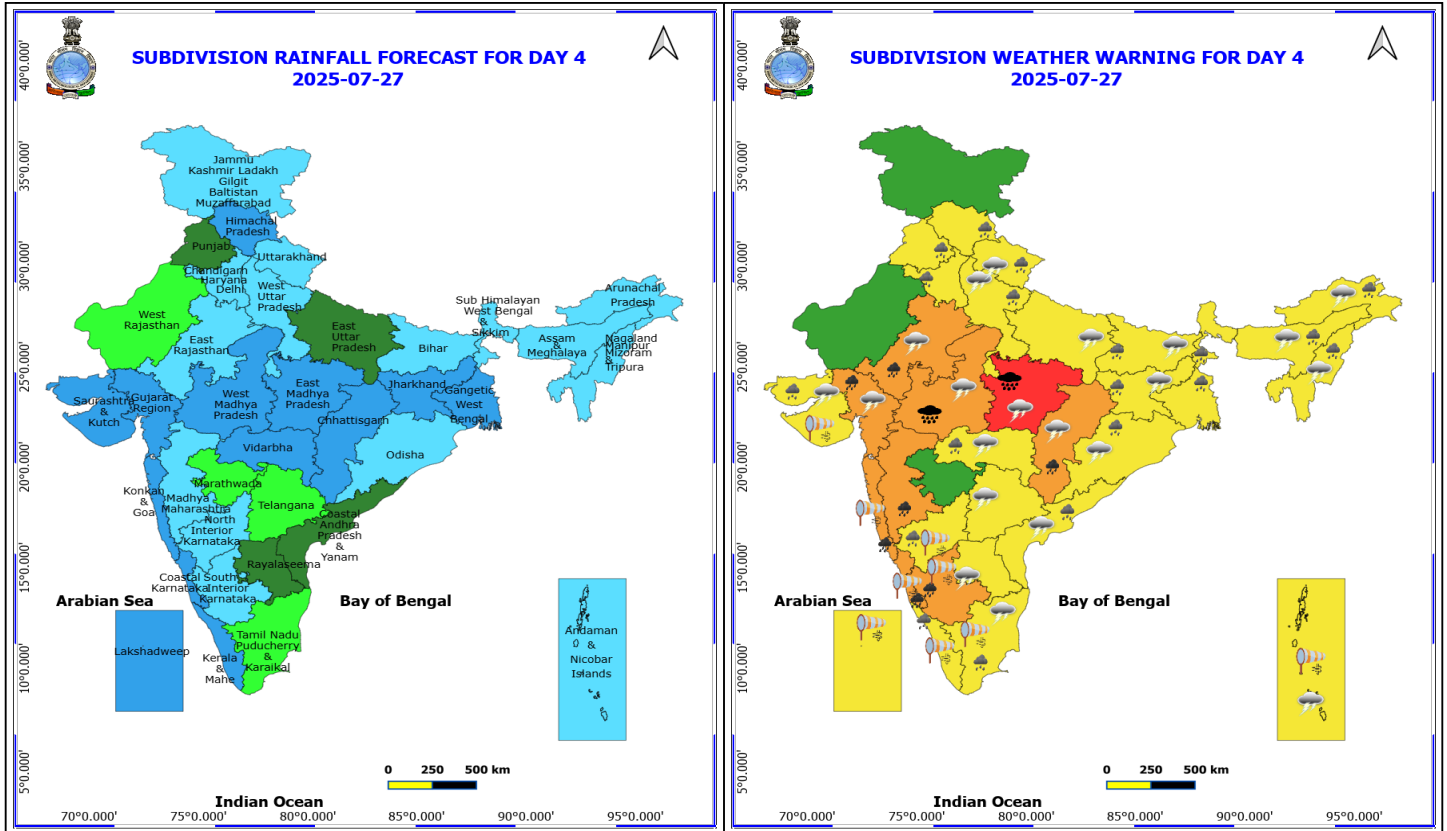 SUBDIVISION RAINFALL FORECAST FOR DAY 4
2025-07-27
40°0.000'
35°0.000'
30°0.000'
25°0.000'
20°0.000'
15°0.000'
10°0.000'
5°0.000'
Jammu
Kashmir Ladakh
Gilgit
Baltistan
Muzaffarabad
Himachal
Pradesh
Punjab
Uttarakhand
Chandigarh
Haryana
Delhi
West
Uttar
Pradesh
West
Rajasthan
East
Rajasthan
East
Uttar
Pradesh
Bihar
Sub Himalayan
West Bengal
&
Sikkim
Arunachal
Pradesh
Assam
&
Meghalaya
Nagaland
Manipur
Mizoram
&
Tripura
Saurashtra
&
Kutch
Gujarat
Region
West
Madhya
Pradesh
East
Madhya
Pradesh
Jharkhand
Gangetic
West
Bengal
Chhattisgarh
Vidarbha
Odisha
Konkan
&
Goa
Madhya
Maharashtra
Marathwada
Telangana
North
Interior
Karnataka
Coastal
Andhra
Pradesh
&
Yanam
Rayalaseema
Coastal
Karnataka
South
Interior
Karnataka
Arabian Sea
Bay of Bengal
Lakshadweep
Kerala
&
Mahe
Tamil Nadu
Puducherry
&
Karaikal
Andaman
&
Nicobar
Islands
0 250 500 km
Indian Ocean
70°0.000' 75°0.000' 80°0.000' 85°0.000' 90°0.000' 95°0.000'
SUBDIVISION WEATHER WARNING FOR DAY 4
2025-07-27
40°0.000'
35°0.000'
30°0.000'
25°0.000'
20°0.000'
15°0.000'
10°0.000'
5°0.000'
Arabian Sea
Bay of Bengal
0 250 500 km
Indian Ocean
70°0.000' 75°0.000' 80°0.000' 85°0.000' 90°0.000' 95°0.000'